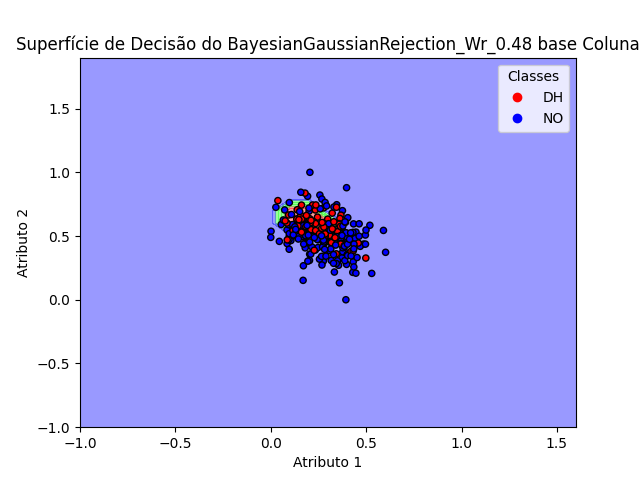 Superfície de Decisão do BayesianGaussianRejection_Wr_0.48 base Coluna
Classes
DH
NO
1.5
1.0
0.5
0.0
−0.5
−1.0
Atributo 2
−1.0
−0.5
0.0
0.5
1.0
1.5
Atributo 1